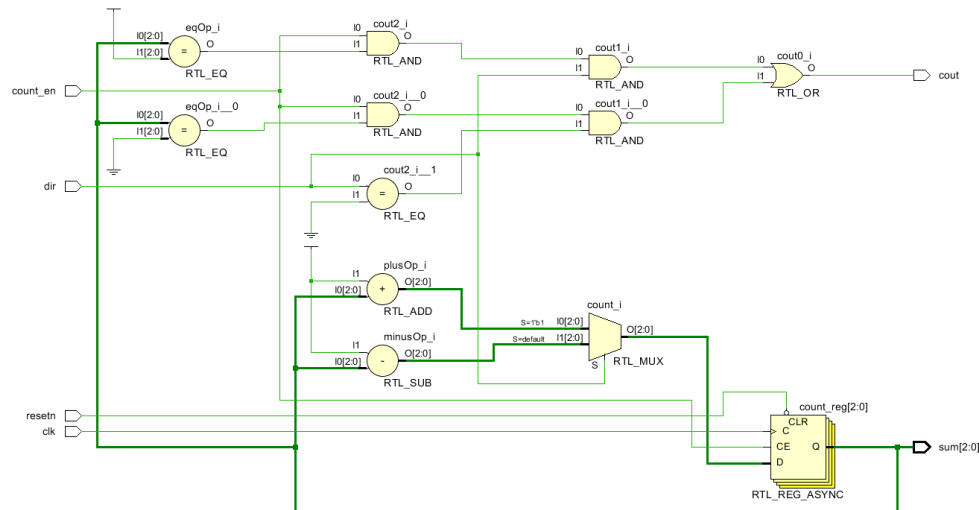 eqOp_i
I0[2:0]
I1[2:0]
=
O
RTL_EQ
cout2_i
I0
I1
O
RTL_AND
cout1_i
I0
I1
O
RTL_AND
cout0_i
I0
I1
O
RTL_OR
cout
count_en
eqOp_i__0
I0[2:0]
I1[2:0]
=
O
RTL_EQ
cout2_i__0
I0
I1
O
RTL_AND
cout1_i__0
I0
I1
O
RTL_AND
dir
cout2_i__1
I0
I1
=
O
RTL_EQ
plusOp_i
I1
I0[2:0]
+
O[2:0]
RTL_ADD
minusOp_i
I1
I0[2:0]
-
O[2:0]
RTL_SUB
count_i
S=1'b1
I0[2:0]
S=default
I1[2:0]
O[2:0]
S
RTL_MUX
resetn
clk
count_reg[2:0]
CLR
C
CE
Q
D
RTL_REG_ASYNC
sum[2:0]